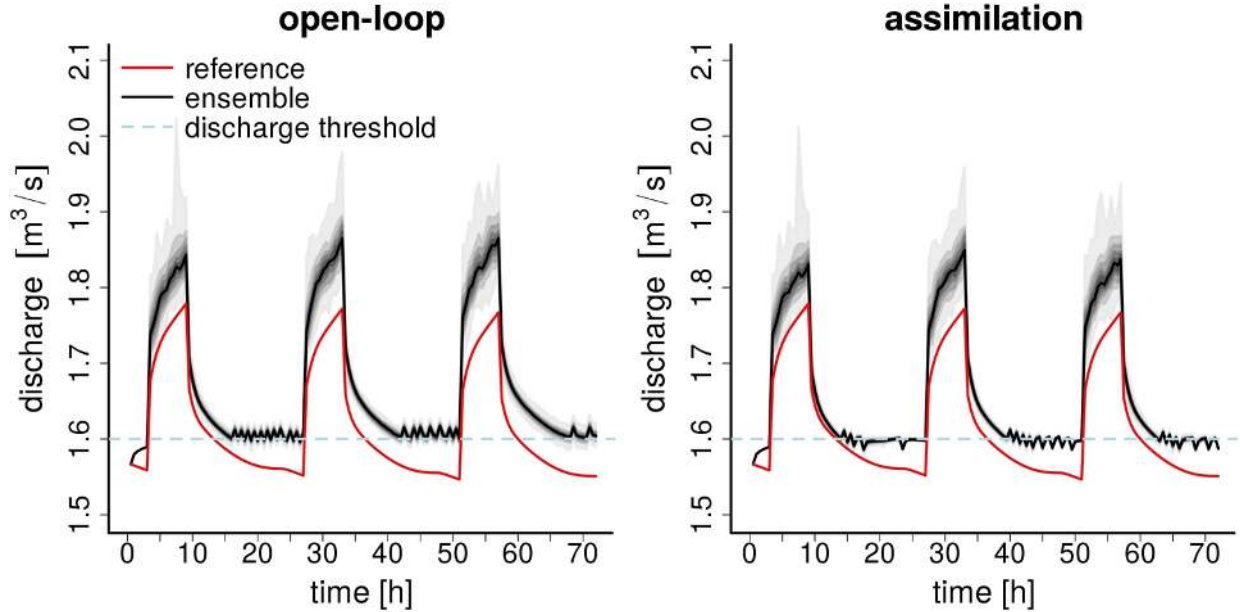 open-loop
assimilation
reference
ensemble
discharge threshold
discharge [m³/s]
2.1
2.0
1.9
1.8
1.7
1.6
1.5
0 10 20 30 40 50 60 70
time [h]
discharge [m³/s]
2.1
2.0
1.9
1.8
1.7
1.6
1.5
0 10 20 30 40 50 60 70
time [h]